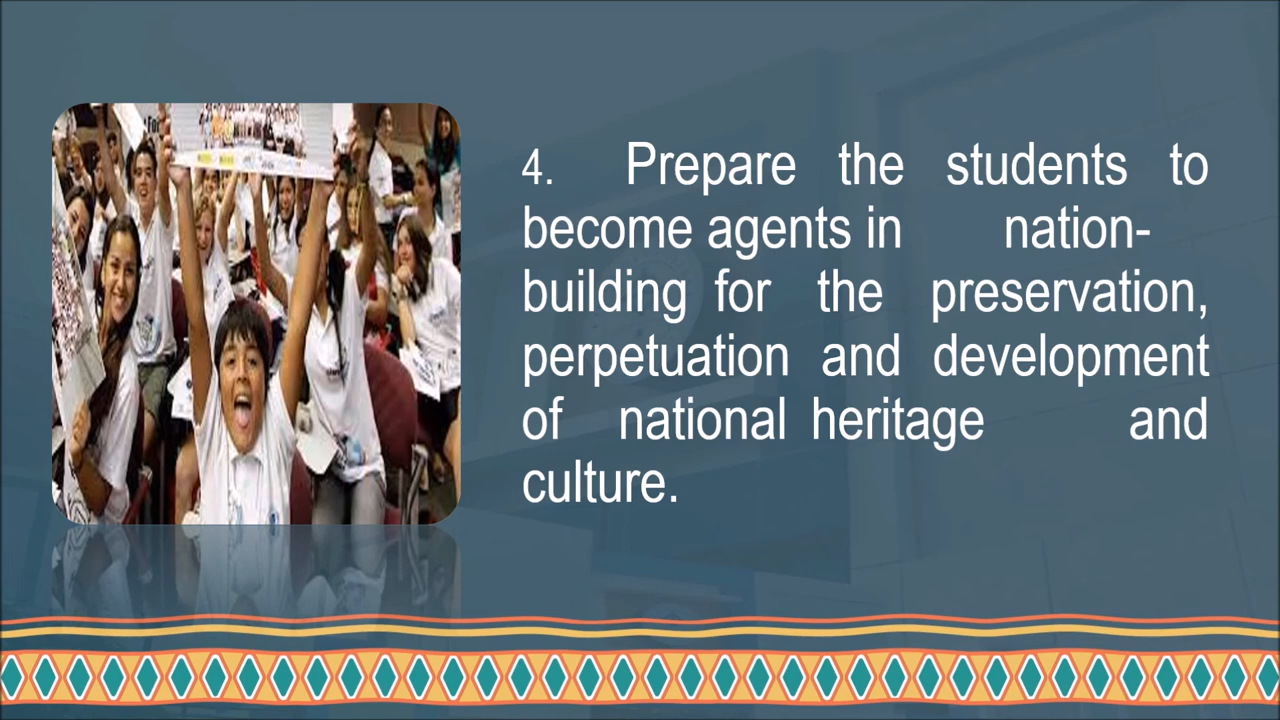 4. Prepare the students to
become agents in nation-
building for the preservation,
perpetuation and development
of national heritage and
culture.